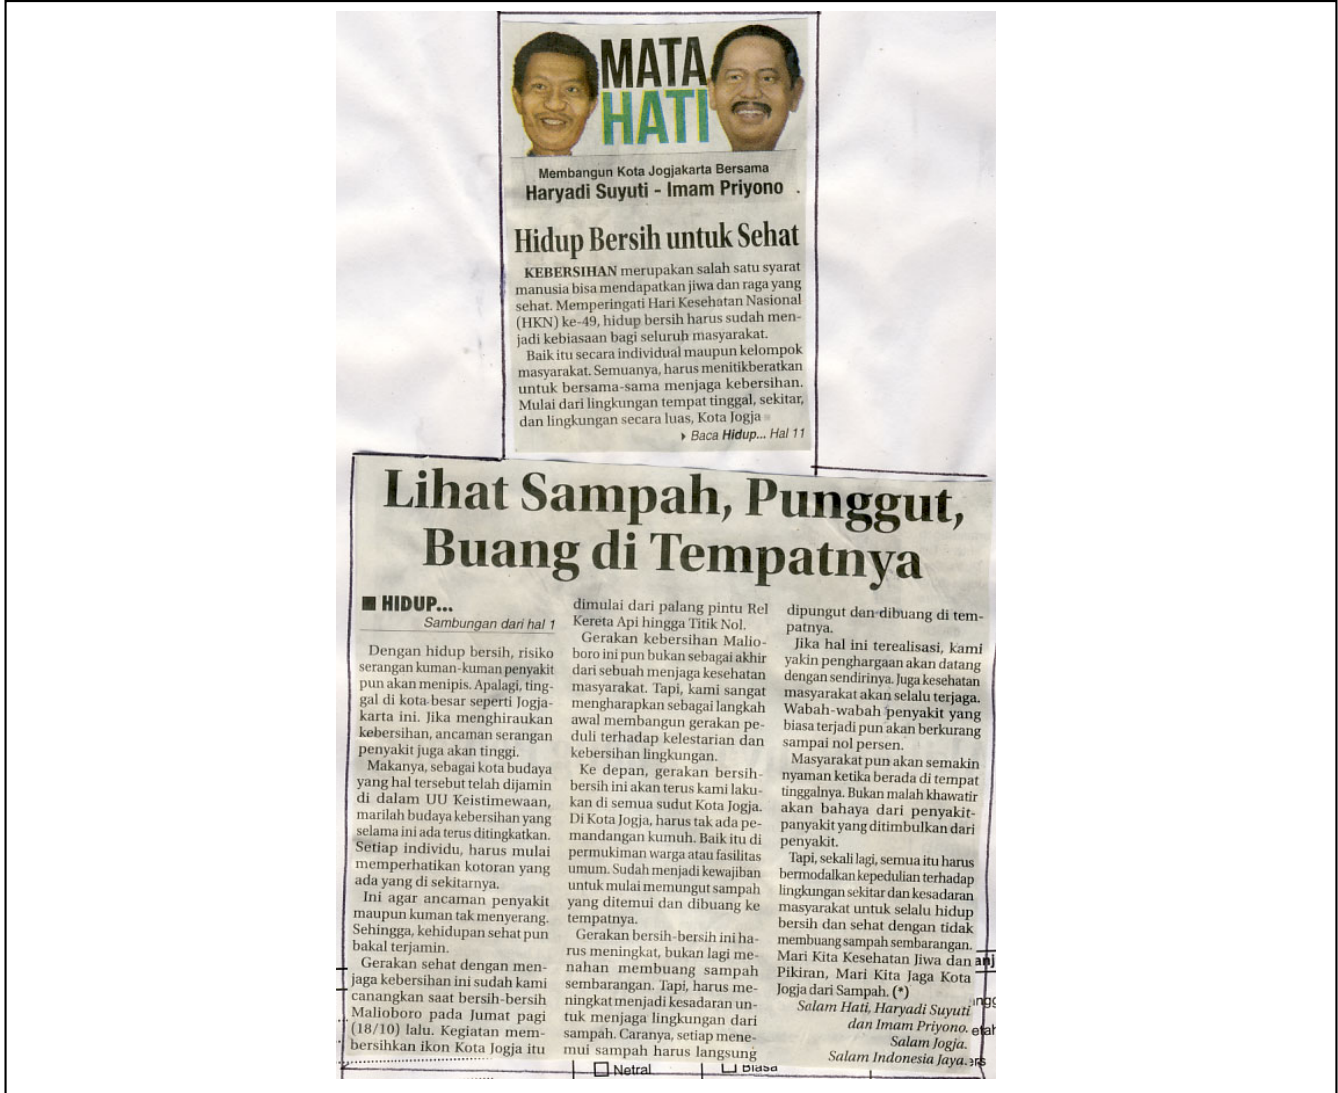 MATA
HATI
Membangun Kota Jogjakarta Bersama
Haryadi Suyuti - Imam Priyono
Hidup Bersih untuk Sehat
KEBERSIHAN merupakan salah satu syarat
manusia bisa mendapatkan jiwa dan raga yang
sehat. Memperingati Hari Kesehatan Nasional
(HKN) ke-49, hidup bersih harus sudah men-
jadi kebiasaan bagi seluruh masyarakat.
Baik itu secara individual maupun kelompok
masyarakat. Semuanya, harus menitikberatkan
untuk bersama-sama menjaga kebersihan.
Mulai dari lingkungan tempat tinggal, sekitar,
dan lingkungan secara luas, Kota Jogja
Baca Hidup... Hal 11
Lihat Sampah, Punggut,
Buang di Tempatnya
HIDUP...
Sambungan dari hal 1
Dengan hidup bersih, risiko
serangan kuman-kuman penyakit
pun akan menipis. Apalagi, ting-
gal di kota besar seperti Jogja-
karta ini. Jika menghiraukan
kebersihan, ancaman serangan
penyakit juga akan tinggi.
Makanya, sebagai kota budaya
yang hal tersebut telah dijamin
di dalam UU Keistimewaan,
marilah budaya kebersihan yang
selama ini ada terus ditingkatkan.
Setiap individu, harus mulai
memperhatikan kotoran yang
ada yang di sekitarnya.
Ini agar ancaman penyakit
maupun kuman tak menyerang.
Sehingga, kehidupan sehat pun
bakal terjamin.
Gerakan sehat dengan men-
jaga kebersihan ini sudah kami
canangkan saat bersih-bersih
Malioboro pada Jumat pagi
(18/10) lalu. Kegiatan mem-
bersihkan ikon Kota Jogja itu
dimulai dari palang pintu Rel
Kereta Api hingga Titik Nol.
Gerakan kebersihan Malio-
boro ini pun bukan sebagai akhir
dari sebuah menjaga kesehatan
masyarakat. Tapi, kami sangat
mengharapkan sebagai langkah
awal membangun gerakan pe-
duli terhadap kelestarian dan
kebersihan lingkungan.
Ke depan, gerakan bersih-
bersih ini akan terus kami laku-
kan di semua sudut Kota Jogja.
Di Kota Jogja, harus tak ada pe-
mandangan kumuh. Baik itu di
permukiman warga atau fasilitas
umum. Sudah menjadi kewajiban
untuk mulai memungut sampah
yang ditemui dan dibuang ke
tempatnya.
Gerakan bersih-bersih ini ha-
rus meningkat, bukan lagi me-
nahan membuang sampah
sembarangan. Tapi, harus me-
ningkat menjadi kesadaran un-
tuk menjaga lingkungan dari
sampah. Caranya, setiap mene-
mui sampah harus langsung
dipungut dan dibuang di tem-
patnya.
Jika hal ini terealisasi, kami
yakin penghargaan akan datang
dengan sendirinya. Juga kesehatan
masyarakat akan selalu terjaga.
Wabah-wabah penyakit yang
biasa terjadi pun akan berkurang
sampai nol persen.
Masyarakat pun akan semakin
nyaman ketika berada di tempat
tinggalnya. Bukan malah khawatir
akan bahaya dari penyakit-
panyakit yang ditimbulkan dari
penyakit.
Tapi, sekali lagi, semua itu harus
bermodalkan kepedulian terhadap
lingkungan sekitar dan kesadaran
masyarakat untuk selalu hidup
bersih dan sehat dengan tidak
membuang sampah sembarangan.
Mari Kita Kesehatan Jiwa dan
Pikiran, Mari Kita Jaga Kota
Jogja dari Sampah. (*)
Salam Hati, Haryadi Suyuti
dan Imam Priyono.
Salam Jogja.
Salam Indonesia Jaya.
Netral